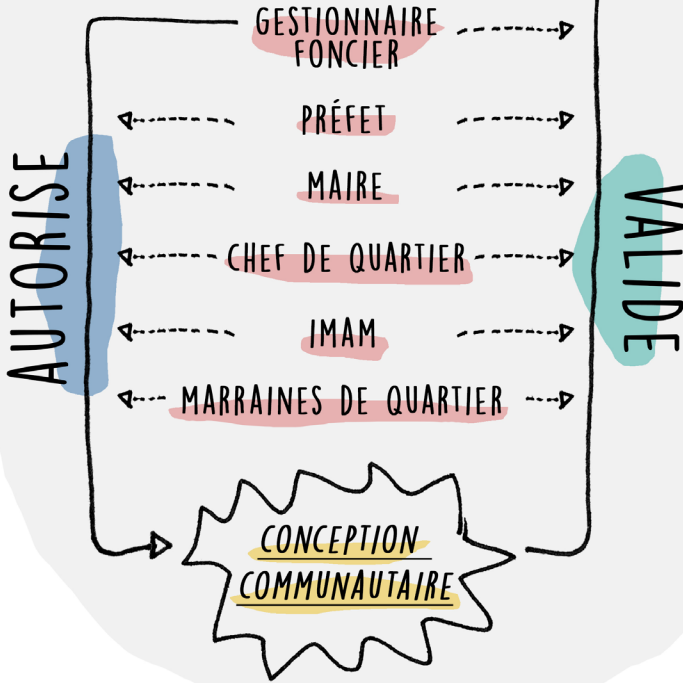 GESTIONNAIRE
FONCIER
PRÉFET
MAIRE
CHEF DE QUARTIER
IMAM
MARRAINES DE QUARTIER
AUTORISE
VALIDE
CONCEPTION
COMMUNAUTAIRE